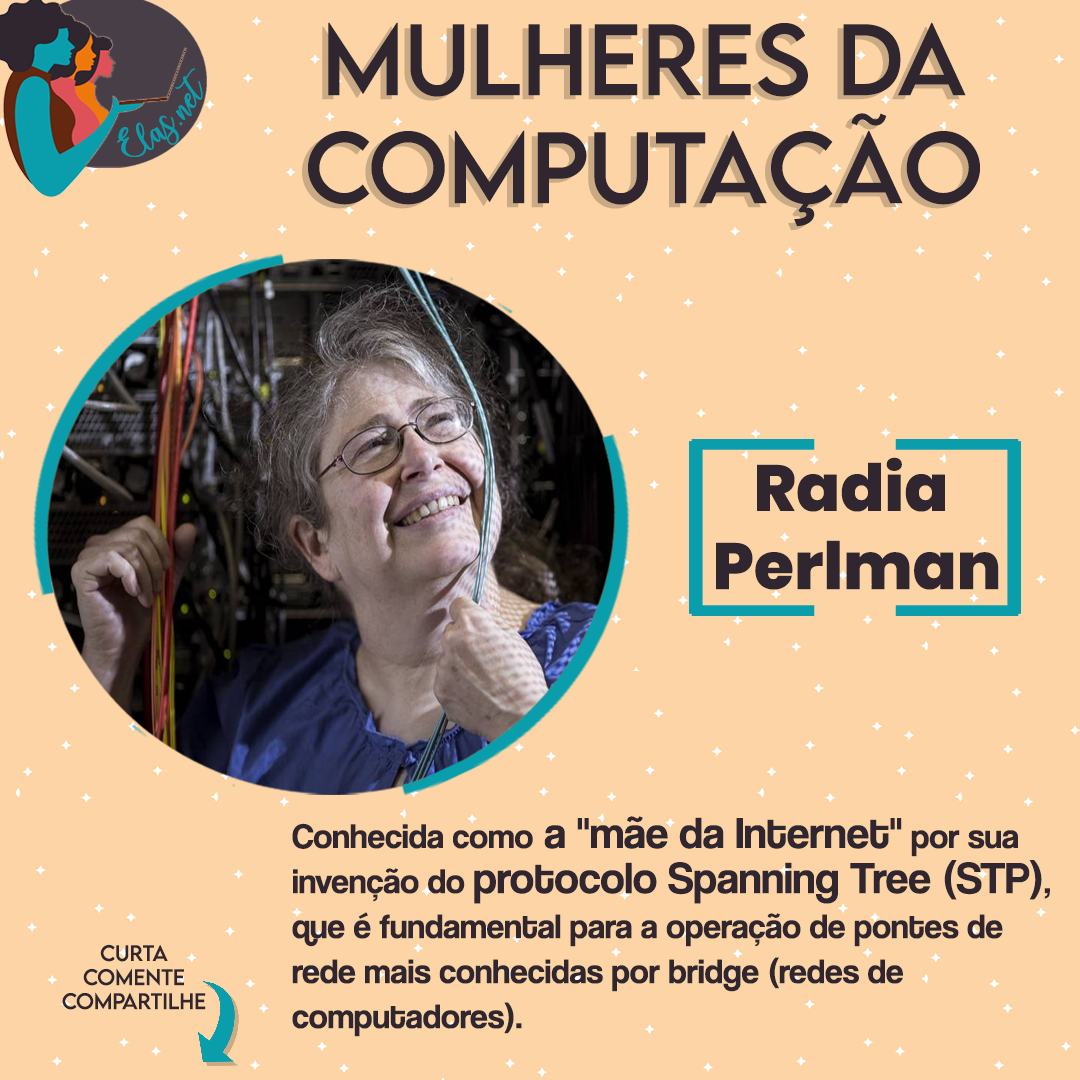 Elas.net
MULHERES DA
COMPUTAÇÃO
Radia
Perlman
Conhecida como a "mãe da Internet" por sua
invenção do protocolo Spanning Tree (STP),
que é fundamental para a operação de pontes de
rede mais conhecidas por bridge (redes de
computadores).
CURTA
COMENTE
COMPARTILHE